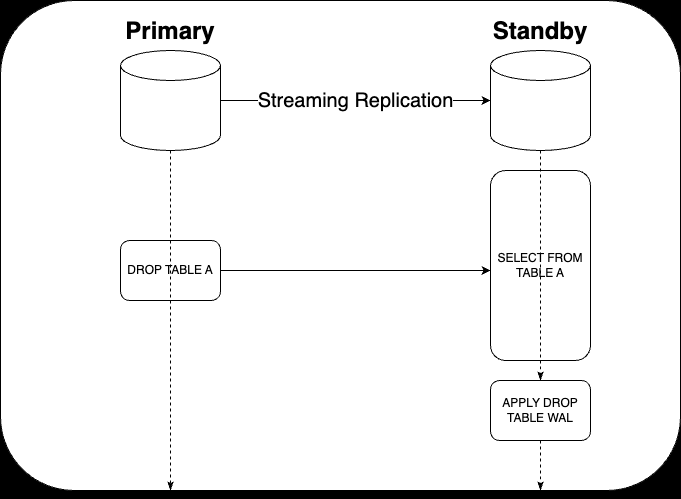 Primary
Standby
Streaming Replication
DROP TABLE A
SELECT FROM
TABLE A
APPLY DROP
TABLE WAL